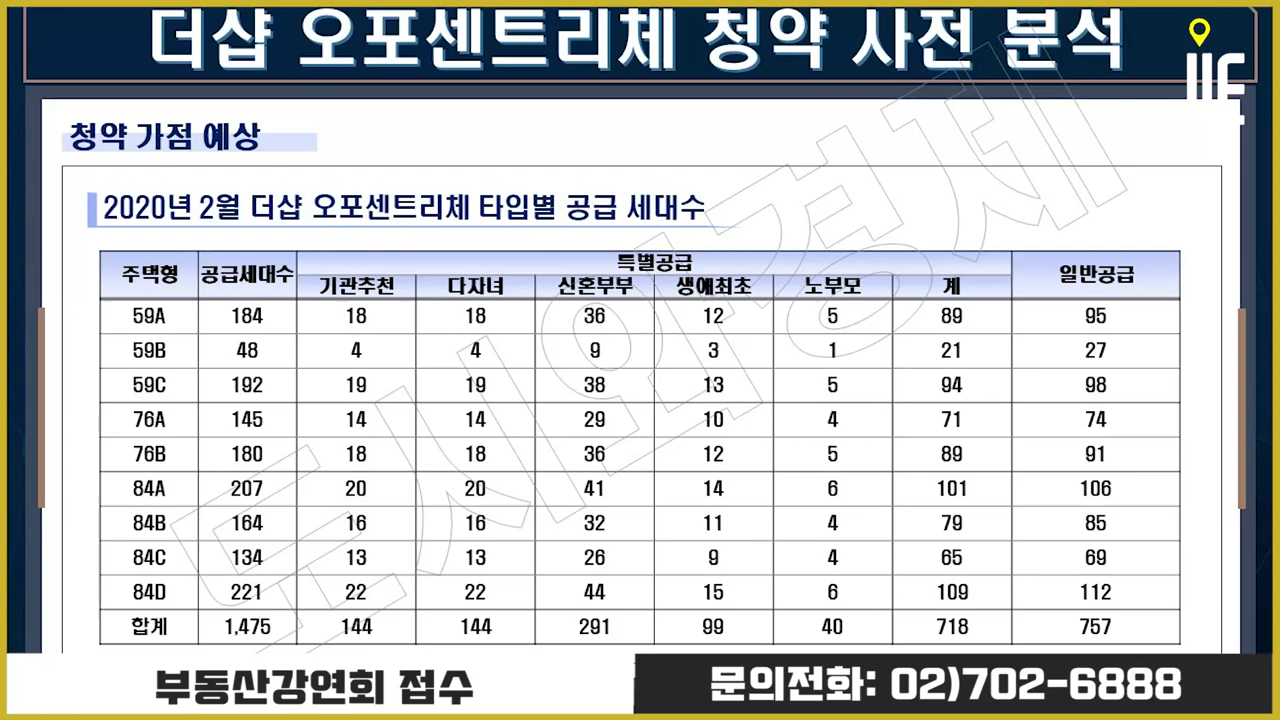 더샵 오포센트리체 청약 사전 분석
청약 가점 예상
2020년 2월 더샵 오포센트리체 타입별 공급 세대수
주택형 공급세대수 특별공급 일반공급
기관추천 다자녀 신혼부부 생애최초 노부모 계
59A 184 18 18 36 12 5 89 95
59B 48 4 4 9 3 1 21 27
59C 192 19 19 38 13 5 94 98
76A 145 14 14 29 10 4 71 74
76B 180 18 18 36 12 5 89 91
84A 207 20 20 41 14 6 101 106
84B 164 16 16 32 11 4 79 85
84C 134 13 13 26 9 4 65 69
84D 221 22 22 44 15 6 109 112
합계 1,475 144 144 291 99 40 718 757
도시와경제
부동산강연회 접수
문의전화: 02)702-6888